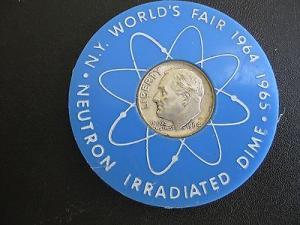 N.Y. WORLD'S FAIR 1964 1965
• NEUTRON IRRADIATED DIME •
LIBERTY